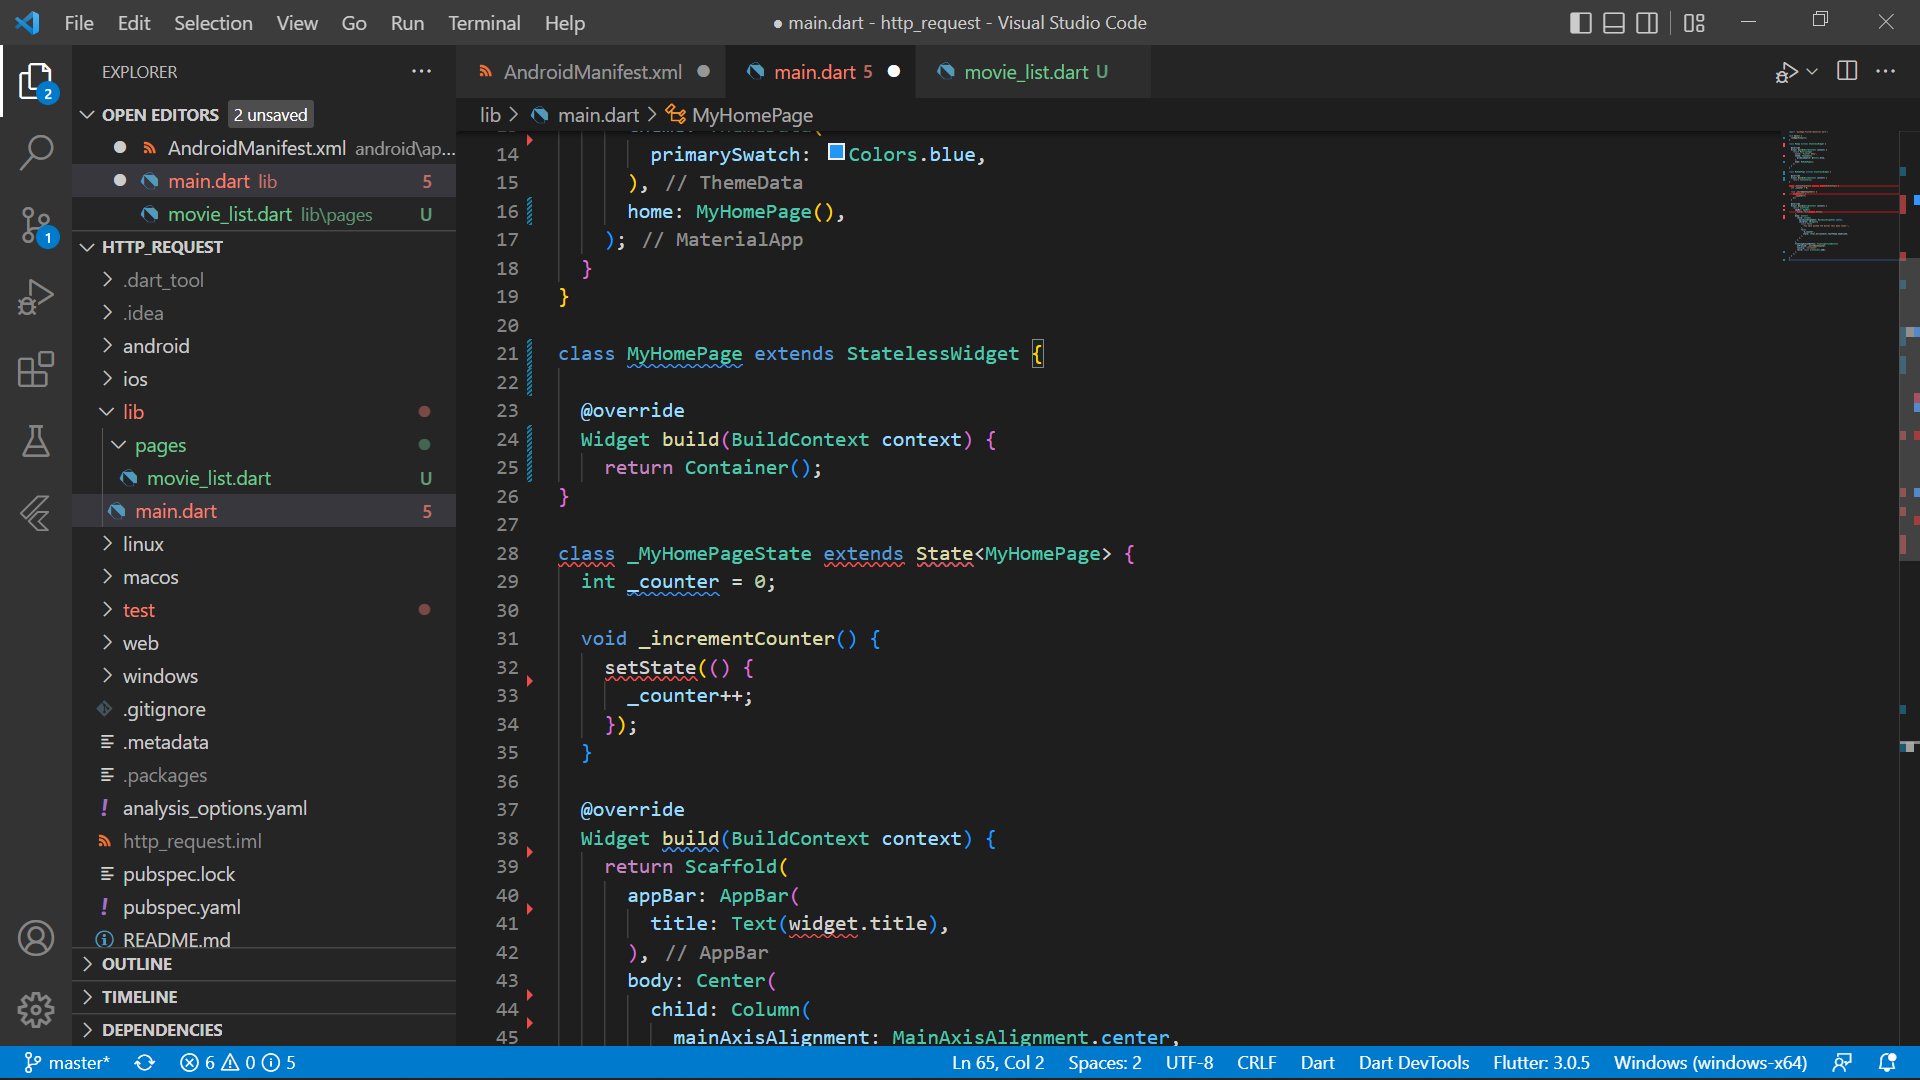 File Edit Selection View Go Run Terminal Help
● main.dart - http_request - Visual Studio Code
EXPLORER
OPEN EDITORS 2 unsaved
AndroidManifest.xml android\ap...
main.dart lib 5
movie_list.dart lib\pages U
HTTP_REQUEST
.dart_tool
.idea
android
ios
lib
pages
movie_list.dart U
main.dart 5
linux
macos
test
web
windows
.gitignore
.metadata
.packages
analysis_options.yaml
http_request.iml
pubspec.lock
pubspec.yaml
README.md
OUTLINE
TIMELINE
DEPENDENCIES
2
1
AndroidManifest.xml main.dart 5 movie_list.dart U
lib > main.dart > MyHomePage
14 primarySwatch: Colors.blue,
15 ), // ThemeData
16 home: MyHomePage(),
17 ); // MaterialApp
18 }
19 }
20
21 class MyHomePage extends StatelessWidget {
22
23 @override
24 Widget build(BuildContext context) {
25 return Container();
26 }
27
28 class _MyHomePageState extends State<MyHomePage> {
29 int _counter = 0;
30
31 void _incrementCounter() {
32 setState(() {
33 _counter++;
34 });
35 }
36
37 @override
38 Widget build(BuildContext context) {
39 return Scaffold(
40 appBar: AppBar(
41 title: Text(widget.title),
42 ), // AppBar
43 body: Center(
44 child: Column(
45 mainAxisAlignment: MainAxisAlignment.center,
master* 6 0 5 Ln 65, Col 2 Spaces: 2 UTF-8 CRLF Dart Dart DevTools Flutter: 3.0.5 Windows (windows-x64)